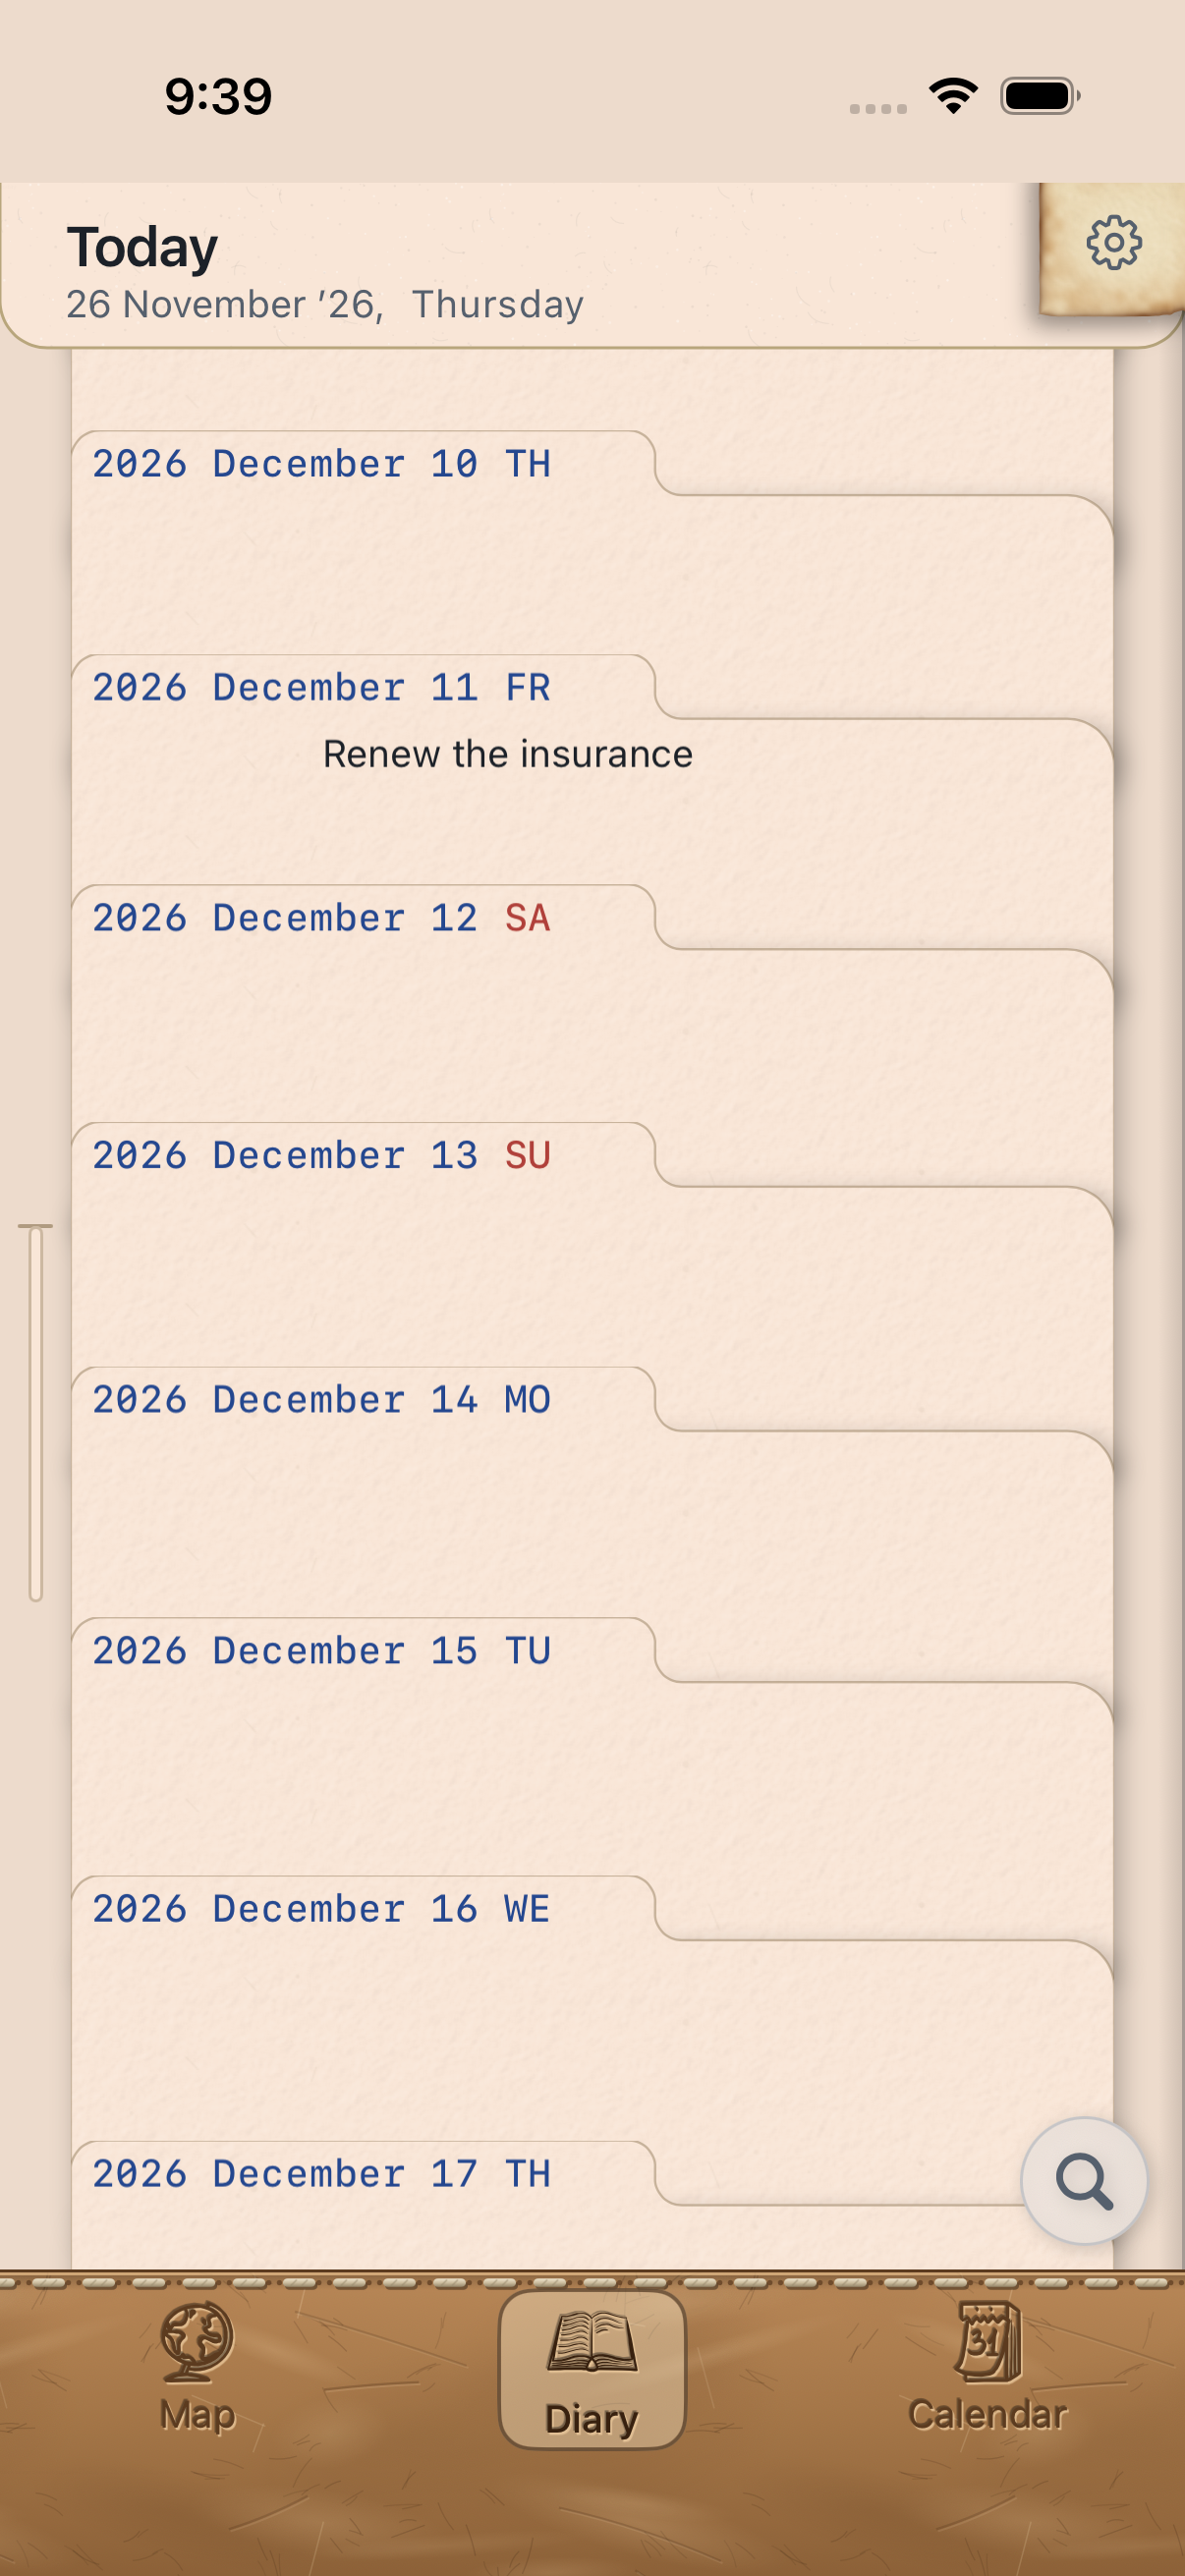 9:39
Today
26 November ’26, Thursday
2026 December 10 TH
2026 December 11 FR
Renew the insurance
2026 December 12 SA
2026 December 13 SU
2026 December 14 MO
2026 December 15 TU
2026 December 16 WE
2026 December 17 TH
31
Map
Diary
Calendar